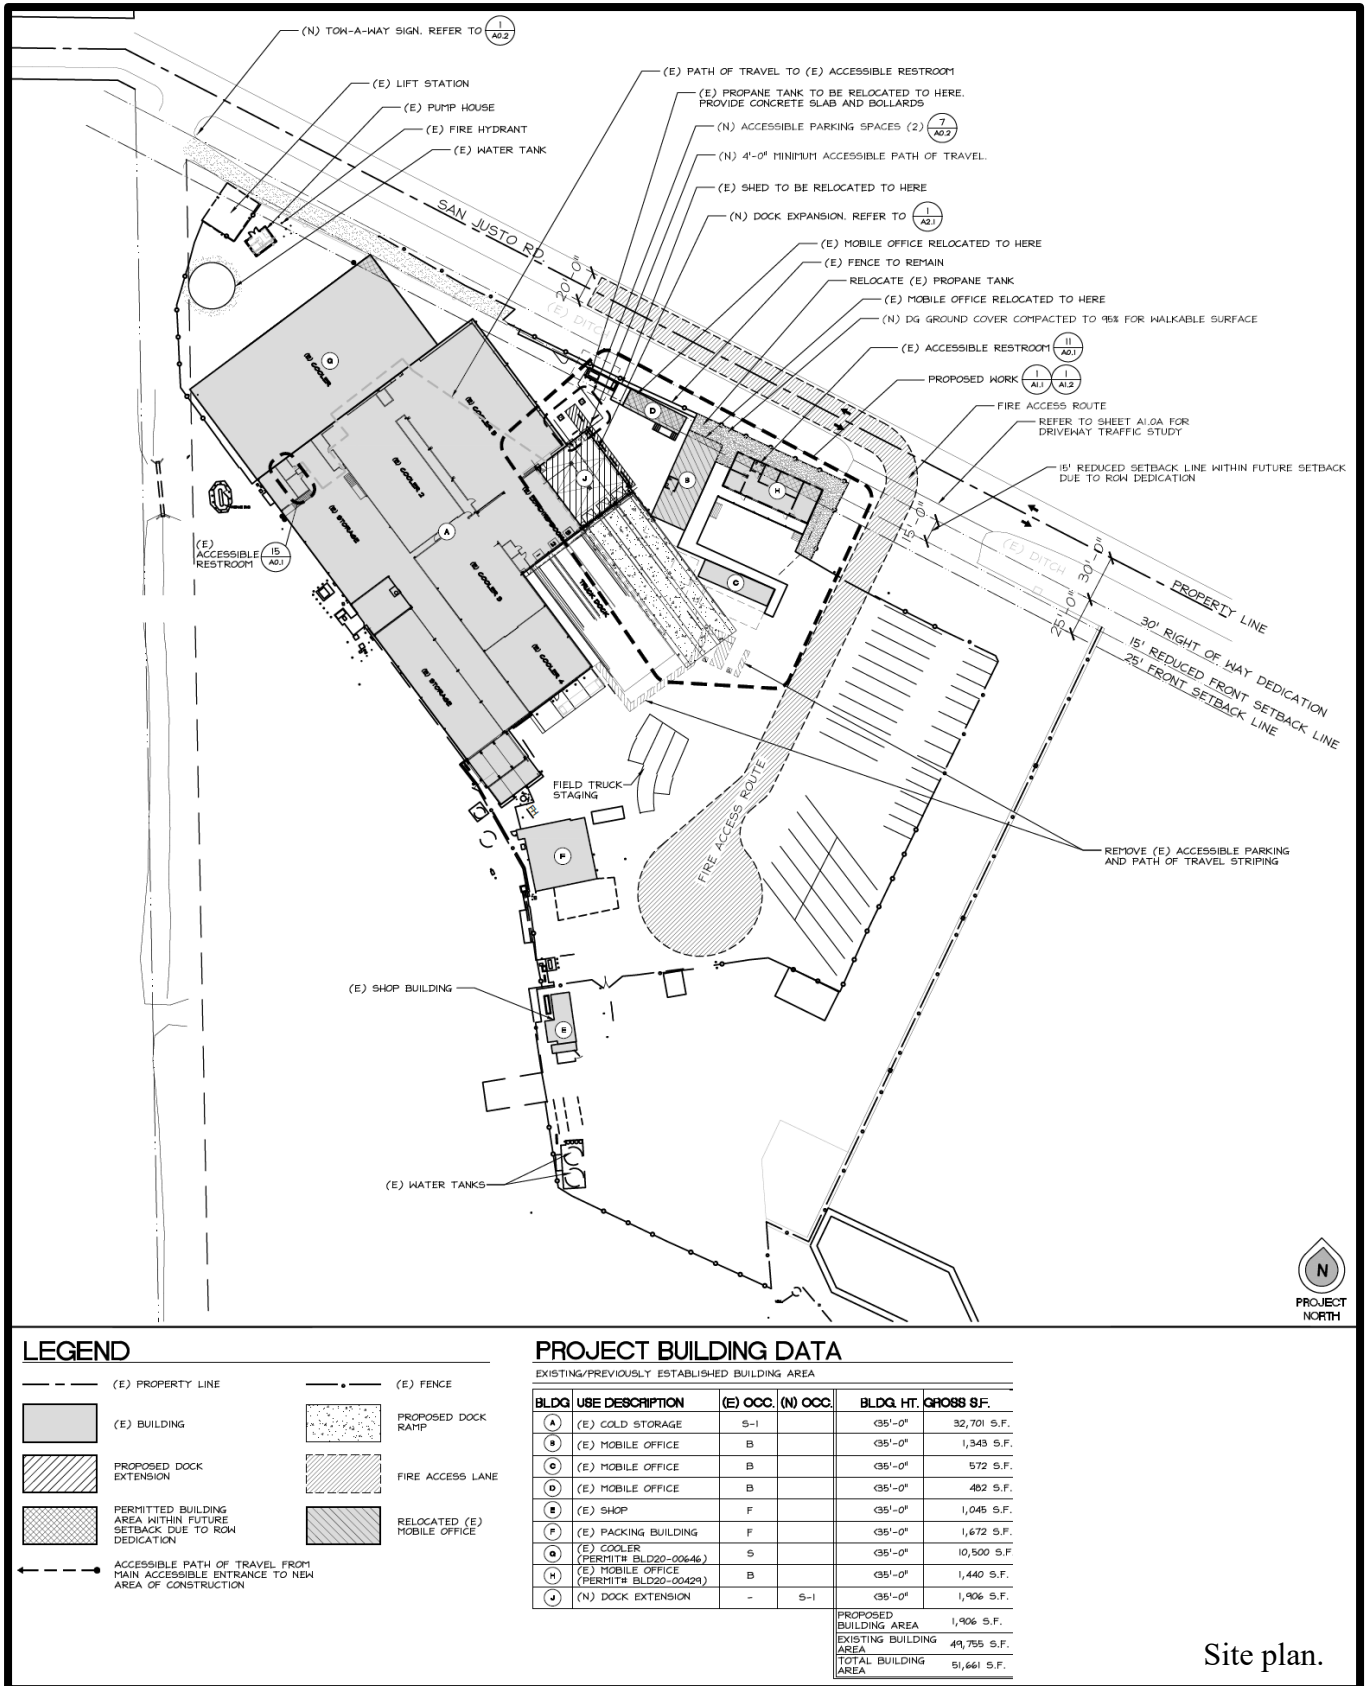 (N) TOW-A-WAY SIGN. REFER TO 1 A0.2
(E) LIFT STATION
(E) PUMP HOUSE
(E) FIRE HYDRANT
(E) WATER TANK
(E) PATH OF TRAVEL TO (E) ACCESSIBLE RESTROOM
(E) PROPANE TANK TO BE RELOCATED TO HERE.
PROVIDE CONCRETE SLAB AND BOLLARDS
(N) ACCESSIBLE PARKING SPACES (2) 7 A0.2
(N) 4'-0" MINIMUM ACCESSIBLE PATH OF TRAVEL.
(E) SHED TO BE RELOCATED TO HERE
(N) DOCK EXPANSION. REFER TO 1 A2.1
(E) MOBILE OFFICE RELOCATED TO HERE
(E) FENCE TO REMAIN
RELOCATE (E) PROPANE TANK
(E) MOBILE OFFICE RELOCATED TO HERE
(N) DG GROUND COVER COMPACTED TO 95% FOR WALKABLE SURFACE
(E) ACCESSIBLE RESTROOM 11 A0.1
PROPOSED WORK 1 A1.1 1 A1.2
FIRE ACCESS ROUTE
REFER TO SHEET A1.0A FOR
DRIVEWAY TRAFFIC STUDY
15' REDUCED SETBACK LINE WITHIN FUTURE SETBACK
DUE TO ROW DEDICATION
SAN JUSTO RD.
20'-0"
(E) DITCH
15'-0"
(E) DITCH
30'-0"
25'-0"
PROPERTY LINE
30' RIGHT OF WAY DEDICATION
15' REDUCED FRONT SETBACK LINE
25' FRONT SETBACK LINE
(E) COOLER
G
(E) COOLER 5
(E) COOLER 2
(E) STORAGE
A
(E) COOLER 3
(E) COOLER 4
(E) STORAGE
TRUCK DOCK
J
D
B
H
C
(E)
ACCESSIBLE
RESTROOM
15 A0.1
FIELD TRUCK
STAGING
FIRE ACCESS ROUTE
F
REMOVE (E) ACCESSIBLE PARKING
AND PATH OF TRAVEL STRIPING
(E) SHOP BUILDING
E
(E) WATER TANKS
N
PROJECT
NORTH
LEGEND
(E) PROPERTY LINE
(E) FENCE
(E) BUILDING
PROPOSED DOCK
RAMP
PROPOSED DOCK
EXTENSION
FIRE ACCESS LANE
PERMITTED BUILDING
AREA WITHIN FUTURE
SETBACK DUE TO ROW
DEDICATION
RELOCATED (E)
MOBILE OFFICE
ACCESSIBLE PATH OF TRAVEL FROM
MAIN ACCESSIBLE ENTRANCE TO NEW
AREA OF CONSTRUCTION
PROJECT BUILDING DATA
EXISTING/PREVIOUSLY ESTABLISHED BUILDING AREA
BLDG USE DESCRIPTION (E) OCC. (N) OCC. BLDG. HT. GROSS S.F.
A (E) COLD STORAGE S-1 <35'-0" 32,701 S.F.
B (E) MOBILE OFFICE B <35'-0" 1,343 S.F.
C (E) MOBILE OFFICE B <35'-0" 572 S.F.
D (E) MOBILE OFFICE B <35'-0" 482 S.F.
E (E) SHOP F <35'-0" 1,045 S.F.
F (E) PACKING BUILDING F <35'-0" 1,672 S.F.
G (E) COOLER (PERMIT# BLD20-00646) S <35'-0" 10,500 S.F
H (E) MOBILE OFFICE (PERMIT# BLD20-00429) B <35'-0" 1,440 S.F.
J (N) DOCK EXTENSION - S-1 <35'-0" 1,906 S.F.
PROPOSED BUILDING AREA 1,906 S.F.
EXISTING BUILDING AREA 49,755 S.F.
TOTAL BUILDING AREA 51,661 S.F.
Site plan.